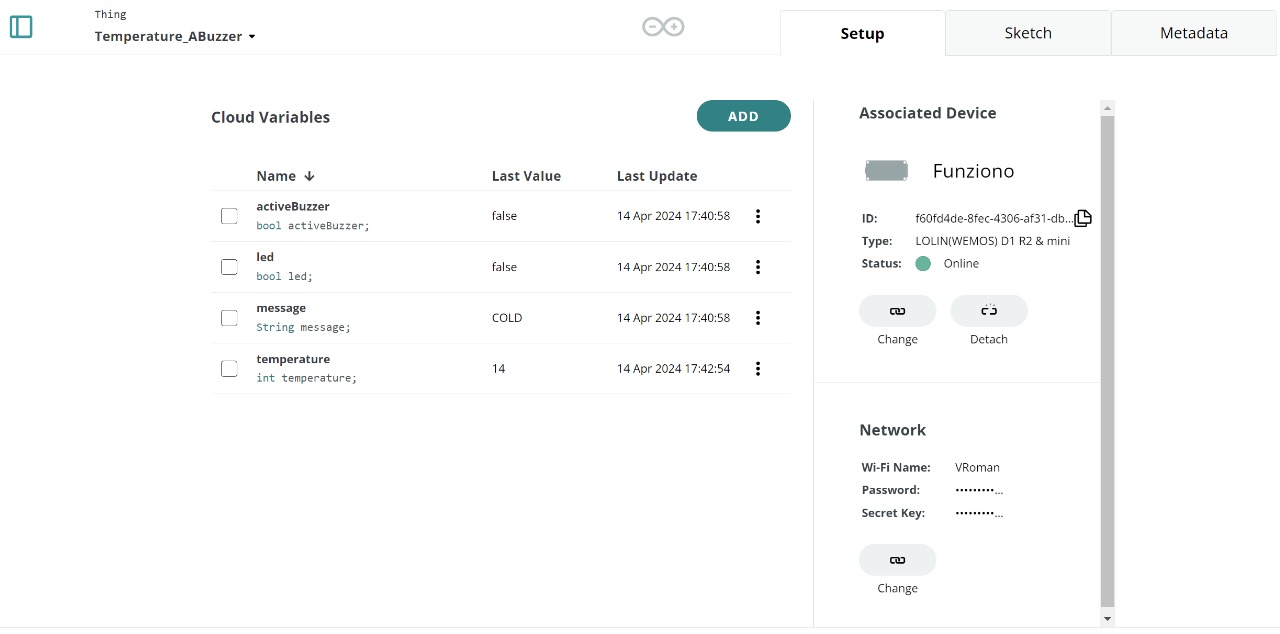 Thing
Temperature_ABuzzer
Setup
Sketch
Metadata
Cloud Variables
ADD
Name Last Value Last Update
activeBuzzer
bool activeBuzzer;
false
14 Apr 2024 17:40:58
led
bool led;
false
14 Apr 2024 17:40:58
message
String message;
COLD
14 Apr 2024 17:40:58
temperature
int temperature;
14
14 Apr 2024 17:42:54
Associated Device
Funziono
ID: f60fd4de-8fec-4306-af31-db...
Type: LOLIN(WEMOS) D1 R2 & mini
Status: Online
Change Detach
Network
Wi-Fi Name: VRoman
Password: •••••••••...
Secret Key: •••••••••...
Change